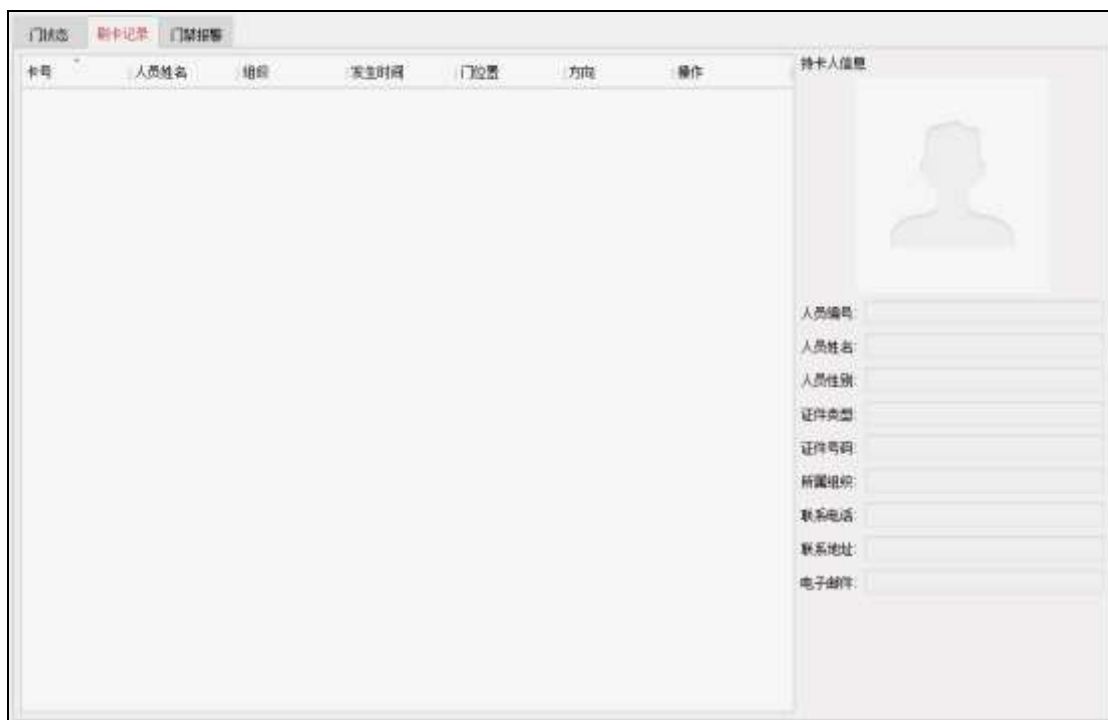 门状态 刷卡记录 门禁报警
卡号 人员姓名 组织 发生时间 门位置 方向 操作
持卡人信息
人员编号:
人员姓名:
人员性别:
证件类型:
证件号码:
所属组织:
联系电话:
联系地址:
电子邮件: